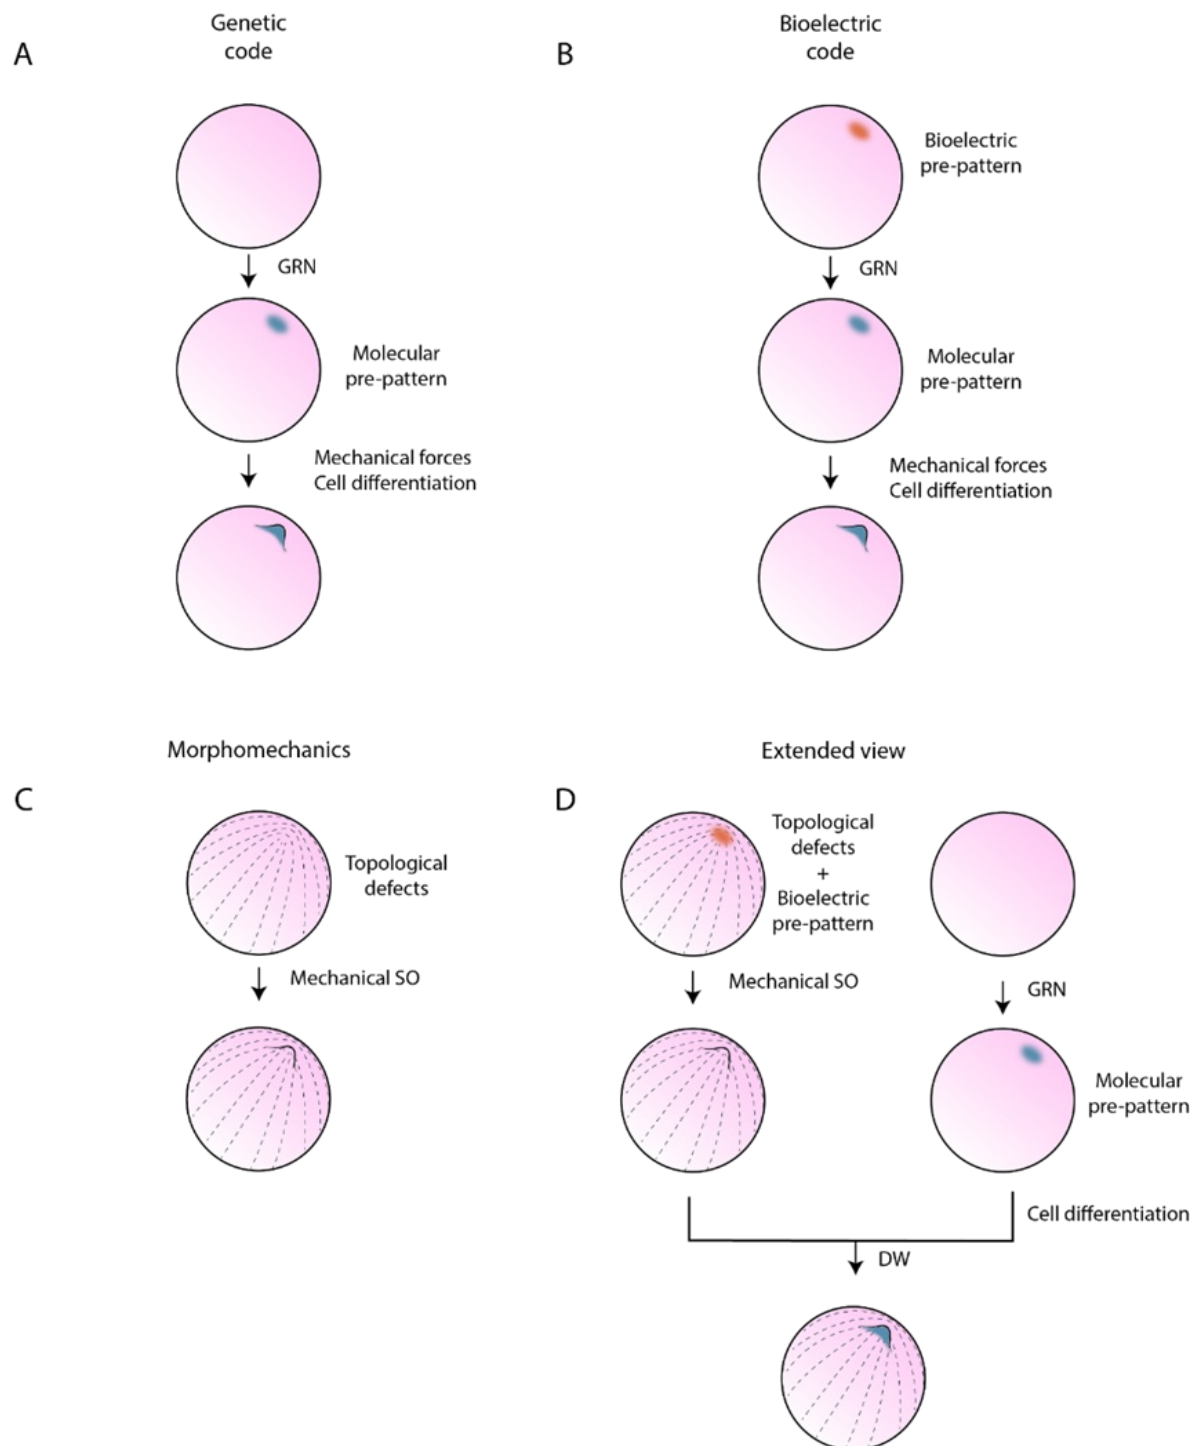 A
Genetic
code
GRN
Molecular
pre-pattern
Mechanical forces
Cell differentiation
B
Bioelectric
code
Bioelectric
pre-pattern
GRN
Molecular
pre-pattern
Mechanical forces
Cell differentiation
C
Morphomechanics
Topological
defects
Mechanical SO
D
Extended view
Topological
defects
+
Bioelectric
pre-pattern
Mechanical SO
GRN
Molecular
pre-pattern
Cell differentiation
DW